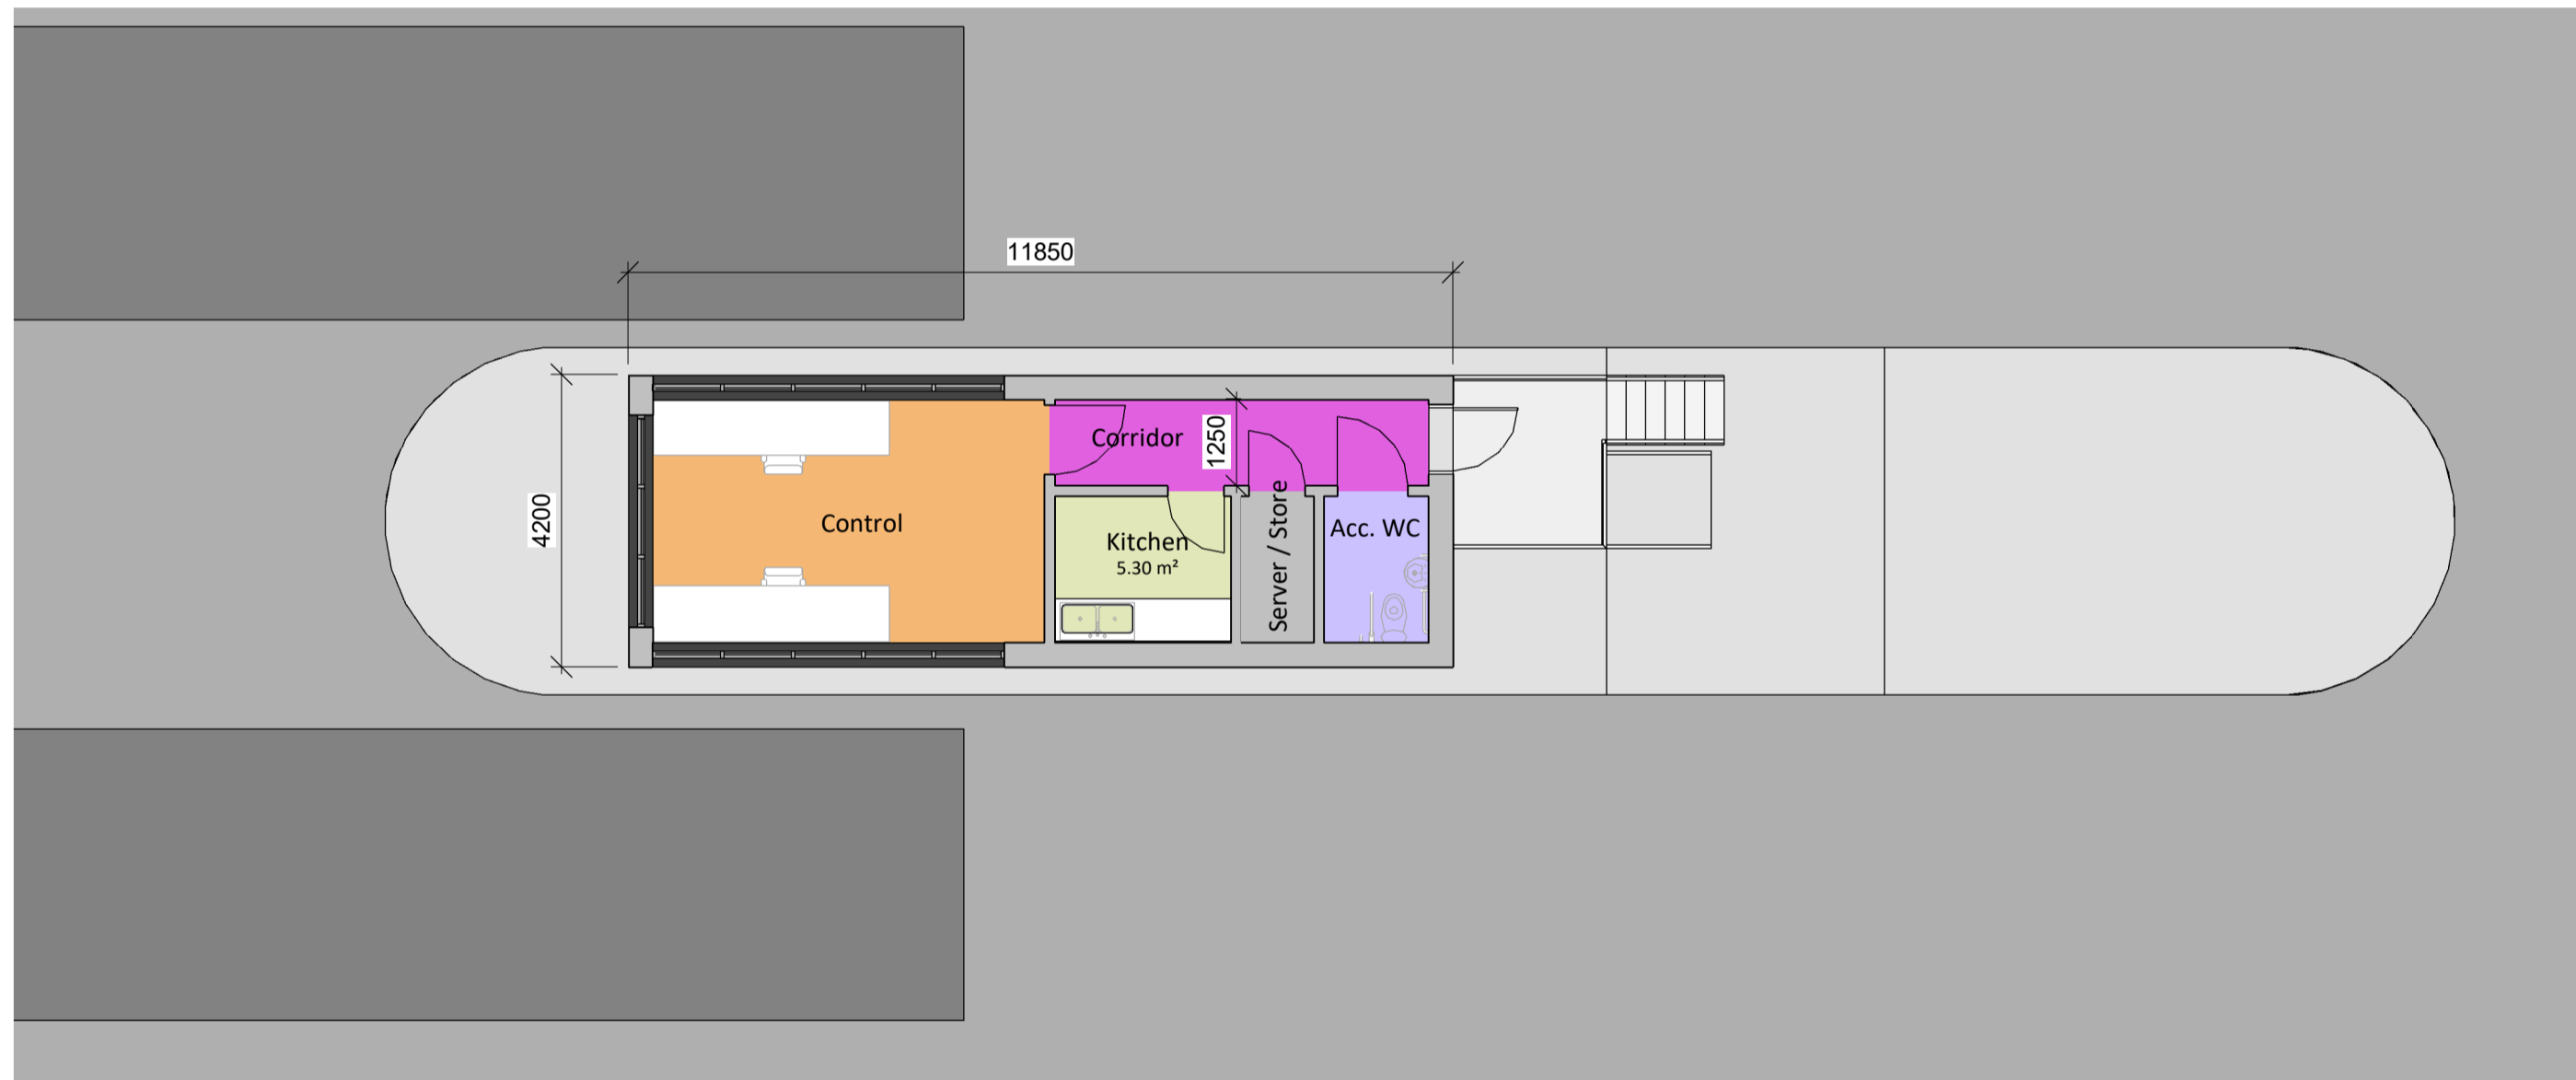 11850
4200
1250
Corridor
Control
Kitchen
5.30 m²
Server / Store
Acc. WC